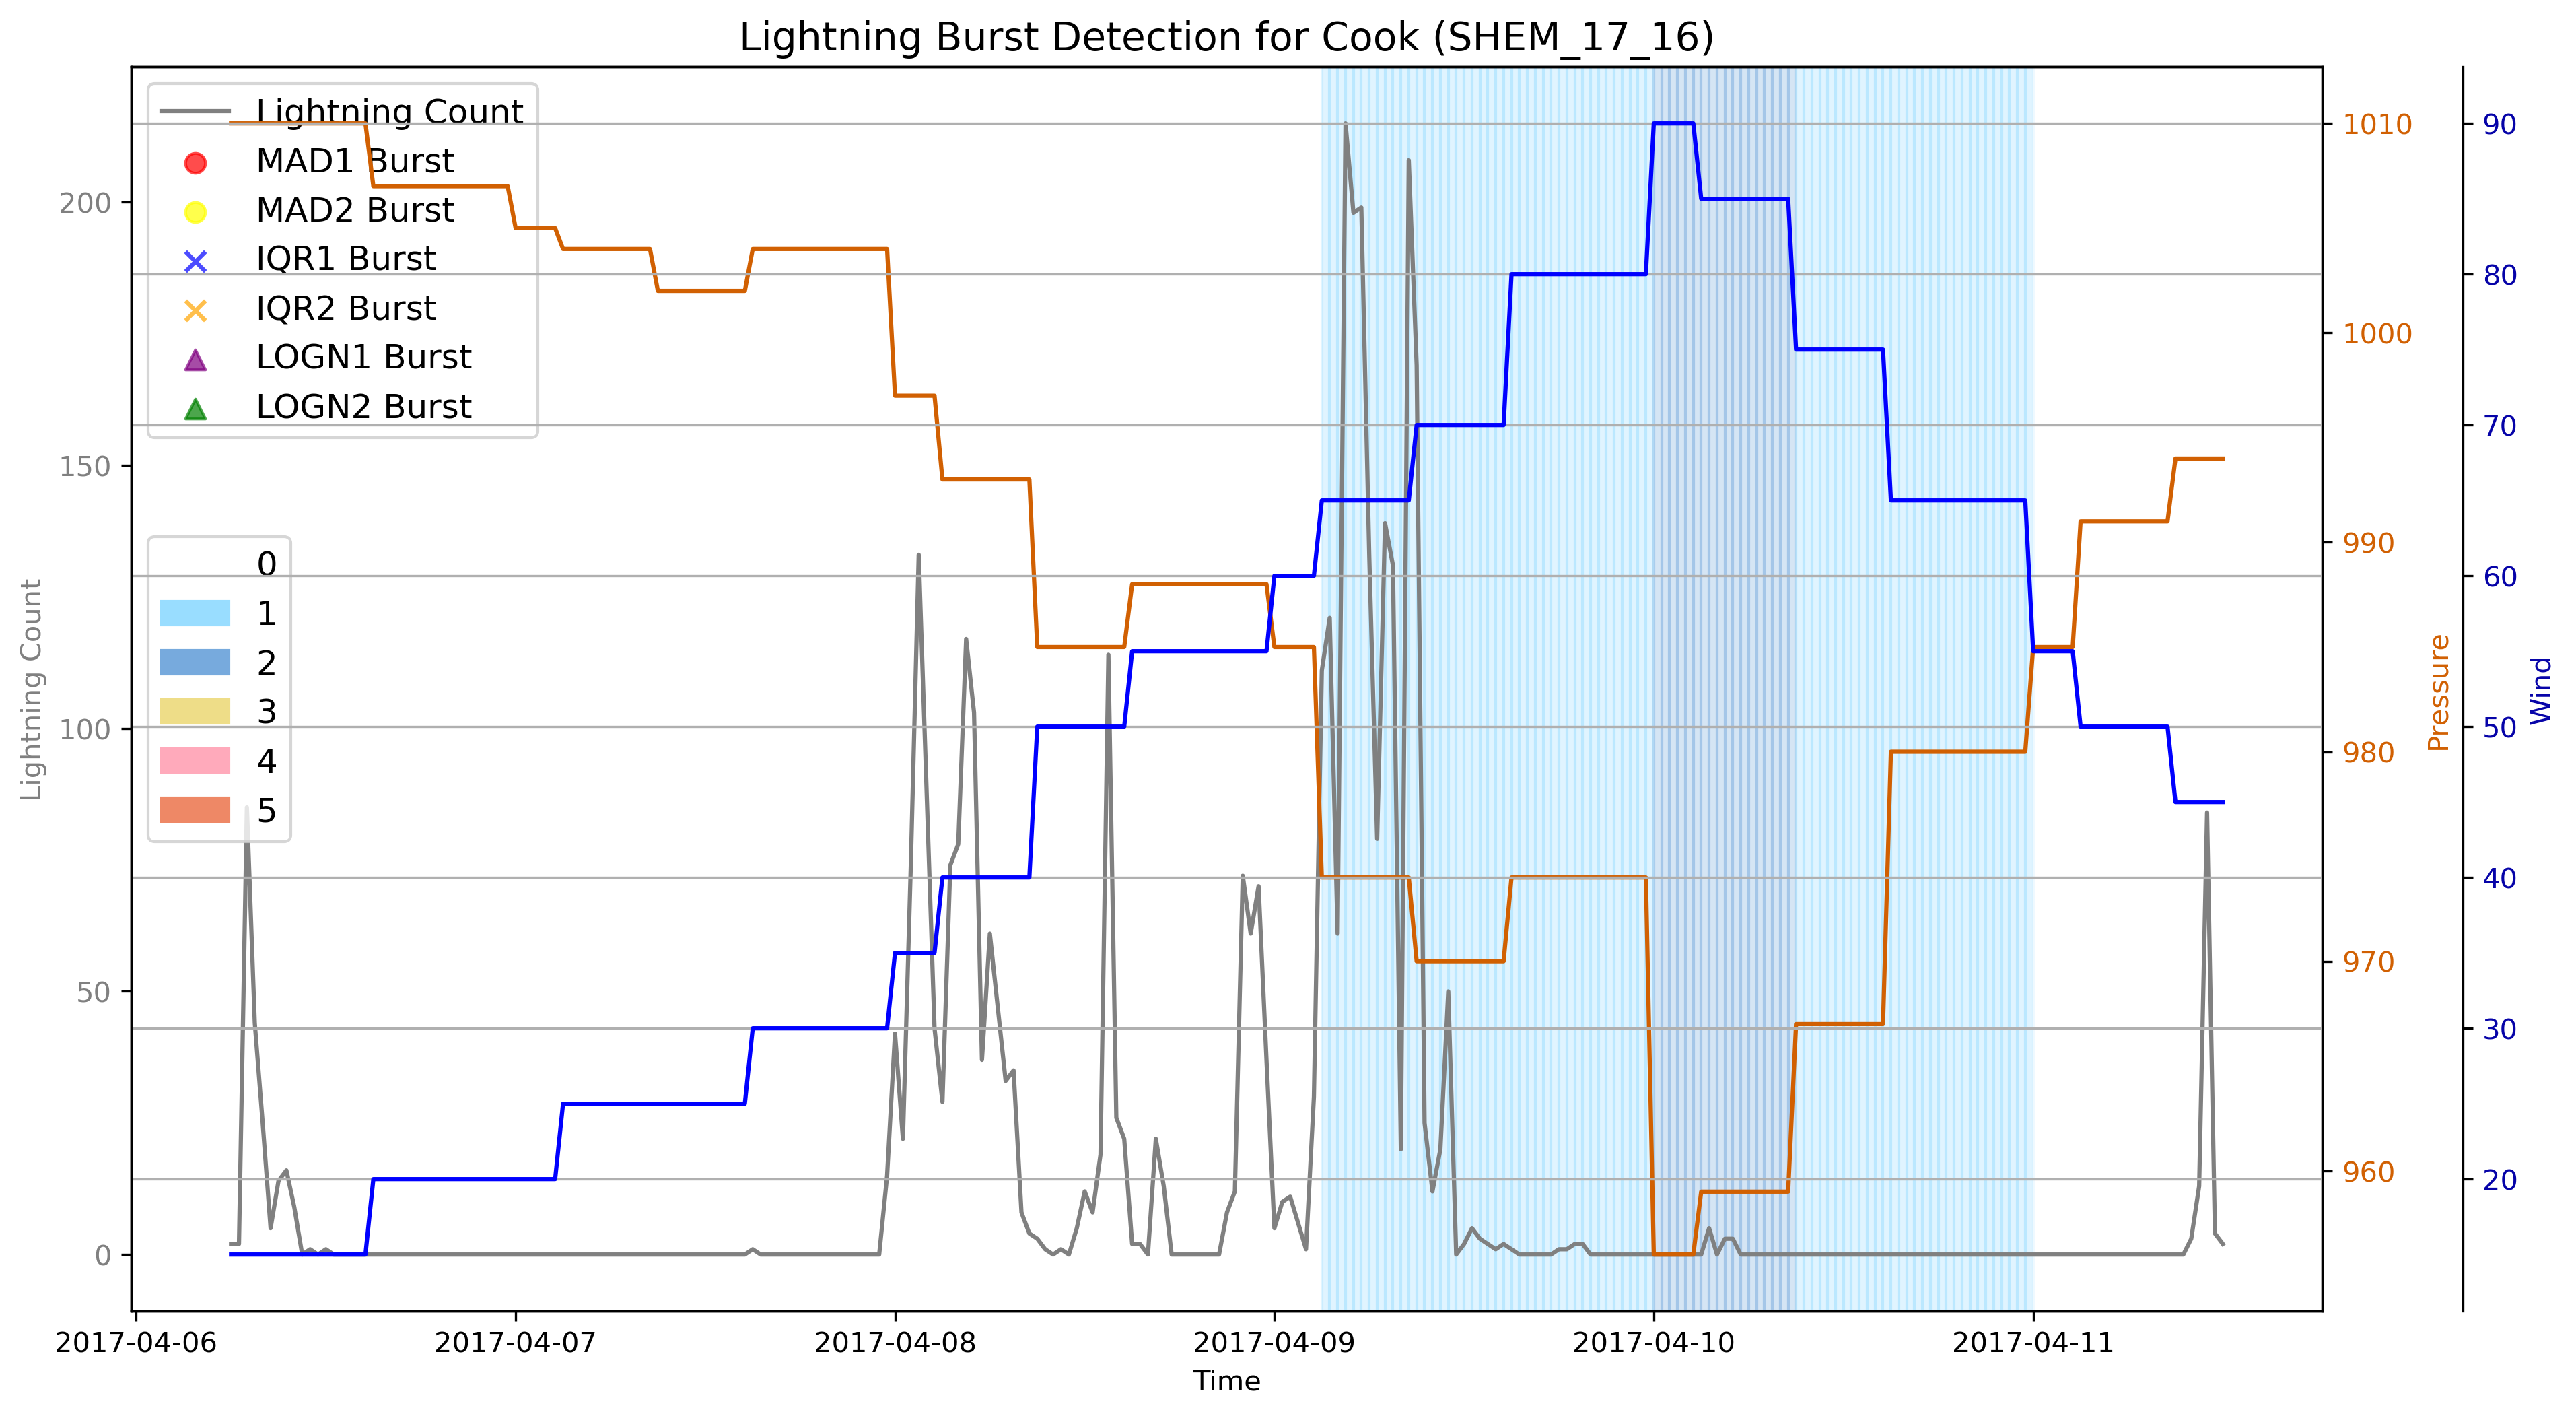 Lightning Burst Detection for Cook (SHEM_17_16)
Lightning Count
MAD1 Burst
MAD2 Burst
IQR1 Burst
IQR2 Burst
LOGN1 Burst
LOGN2 Burst
0
1
2
3
4
5
Lightning Count
200
150
100
50
0
1010
1000
990
980
970
960
Pressure
90
80
70
60
50
40
30
20
Wind
2017-04-06
2017-04-07
2017-04-08
2017-04-09
2017-04-10
2017-04-11
Time